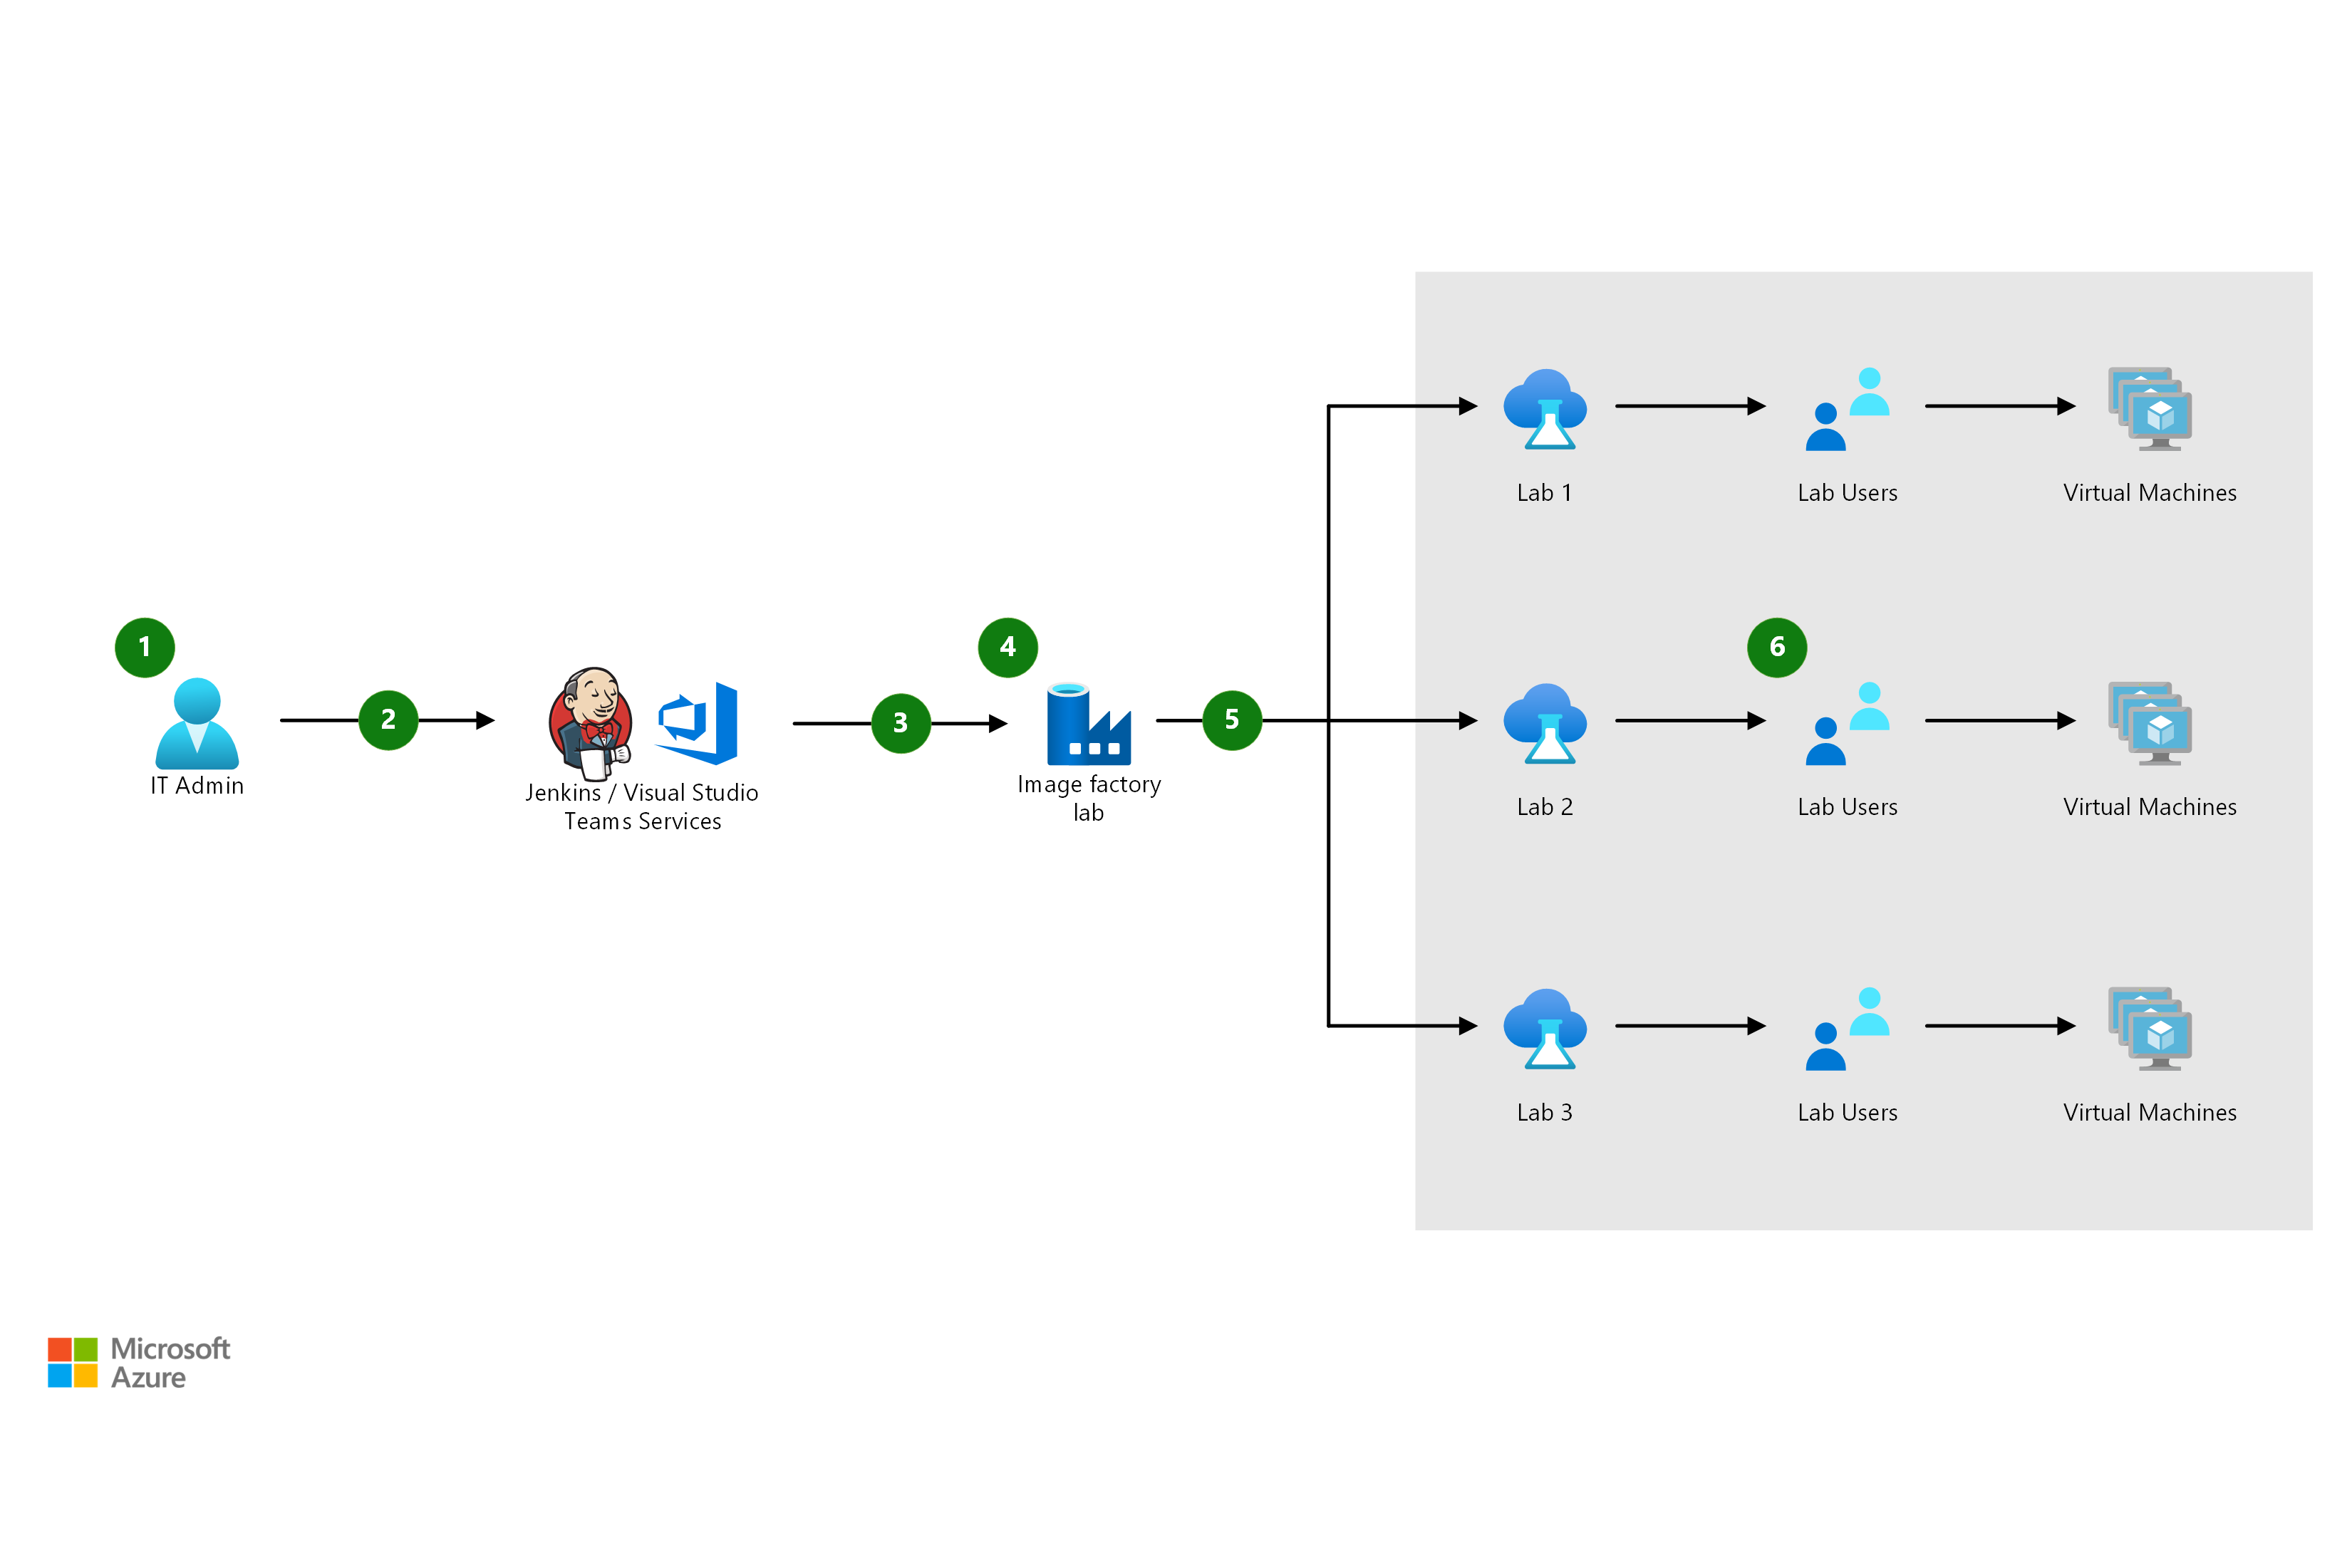 Lab 1
Lab Users
Virtual Machines
1
2
IT Admin
Jenkins / Visual Studio
Teams Services
3
4
Image factory
lab
5
6
Lab 2
Lab Users
Virtual Machines
Lab 3
Lab Users
Virtual Machines
Microsoft
Azure